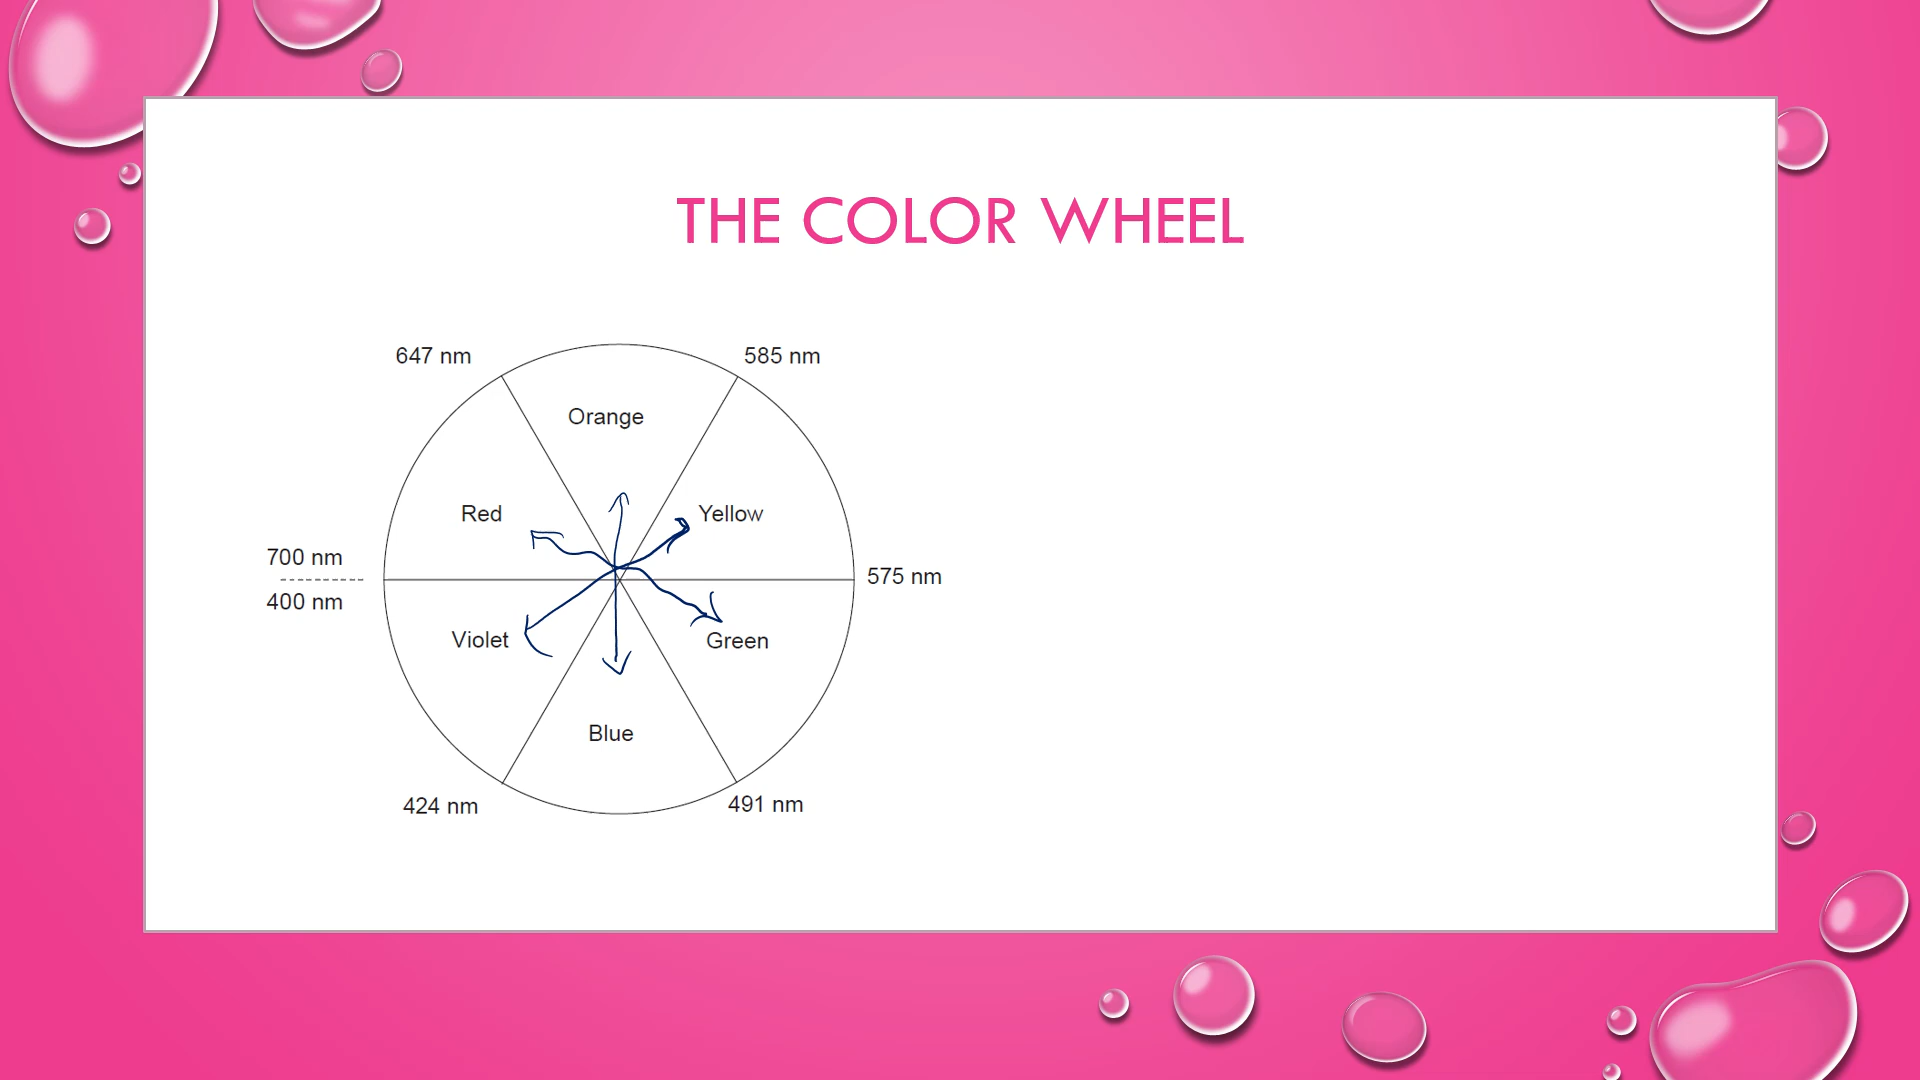 THE COLOR WHEEL
647 nm
585 nm
Orange
Red
Yellow
700 nm
575 nm
400 nm
Violet
Green
Blue
424 nm
491 nm